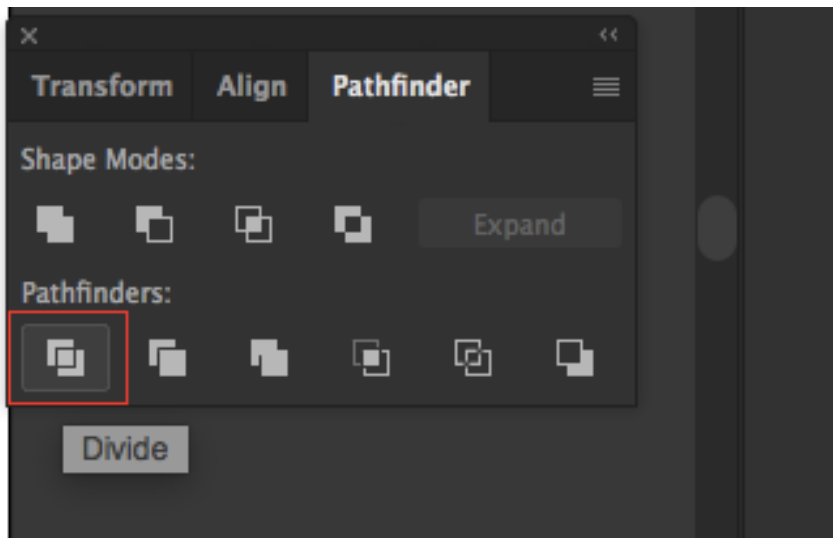 Transform Align Pathfinder
Shape Modes:
Expand
Pathfinders:
Divide